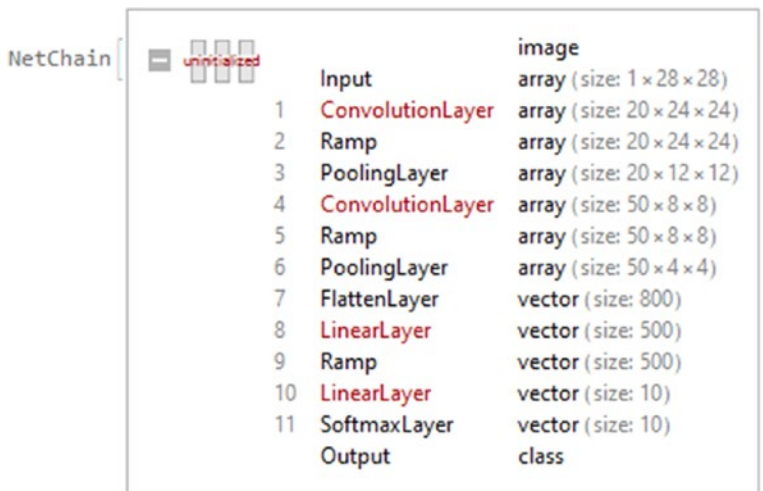 image
NetChain uninitialized
Input array (size: 1×28×28)
1 ConvolutionLayer array (size: 20×24×24)
2 Ramp array (size: 20×24×24)
3 PoolingLayer array (size: 20×12×12)
4 ConvolutionLayer array (size: 50×8×8)
5 Ramp array (size: 50×8×8)
6 PoolingLayer array (size: 50×4×4)
7 FlattenLayer vector (size: 800)
8 LinearLayer vector (size: 500)
9 Ramp vector (size: 500)
10 LinearLayer vector (size: 10)
11 SoftmaxLayer vector (size: 10)
Output class